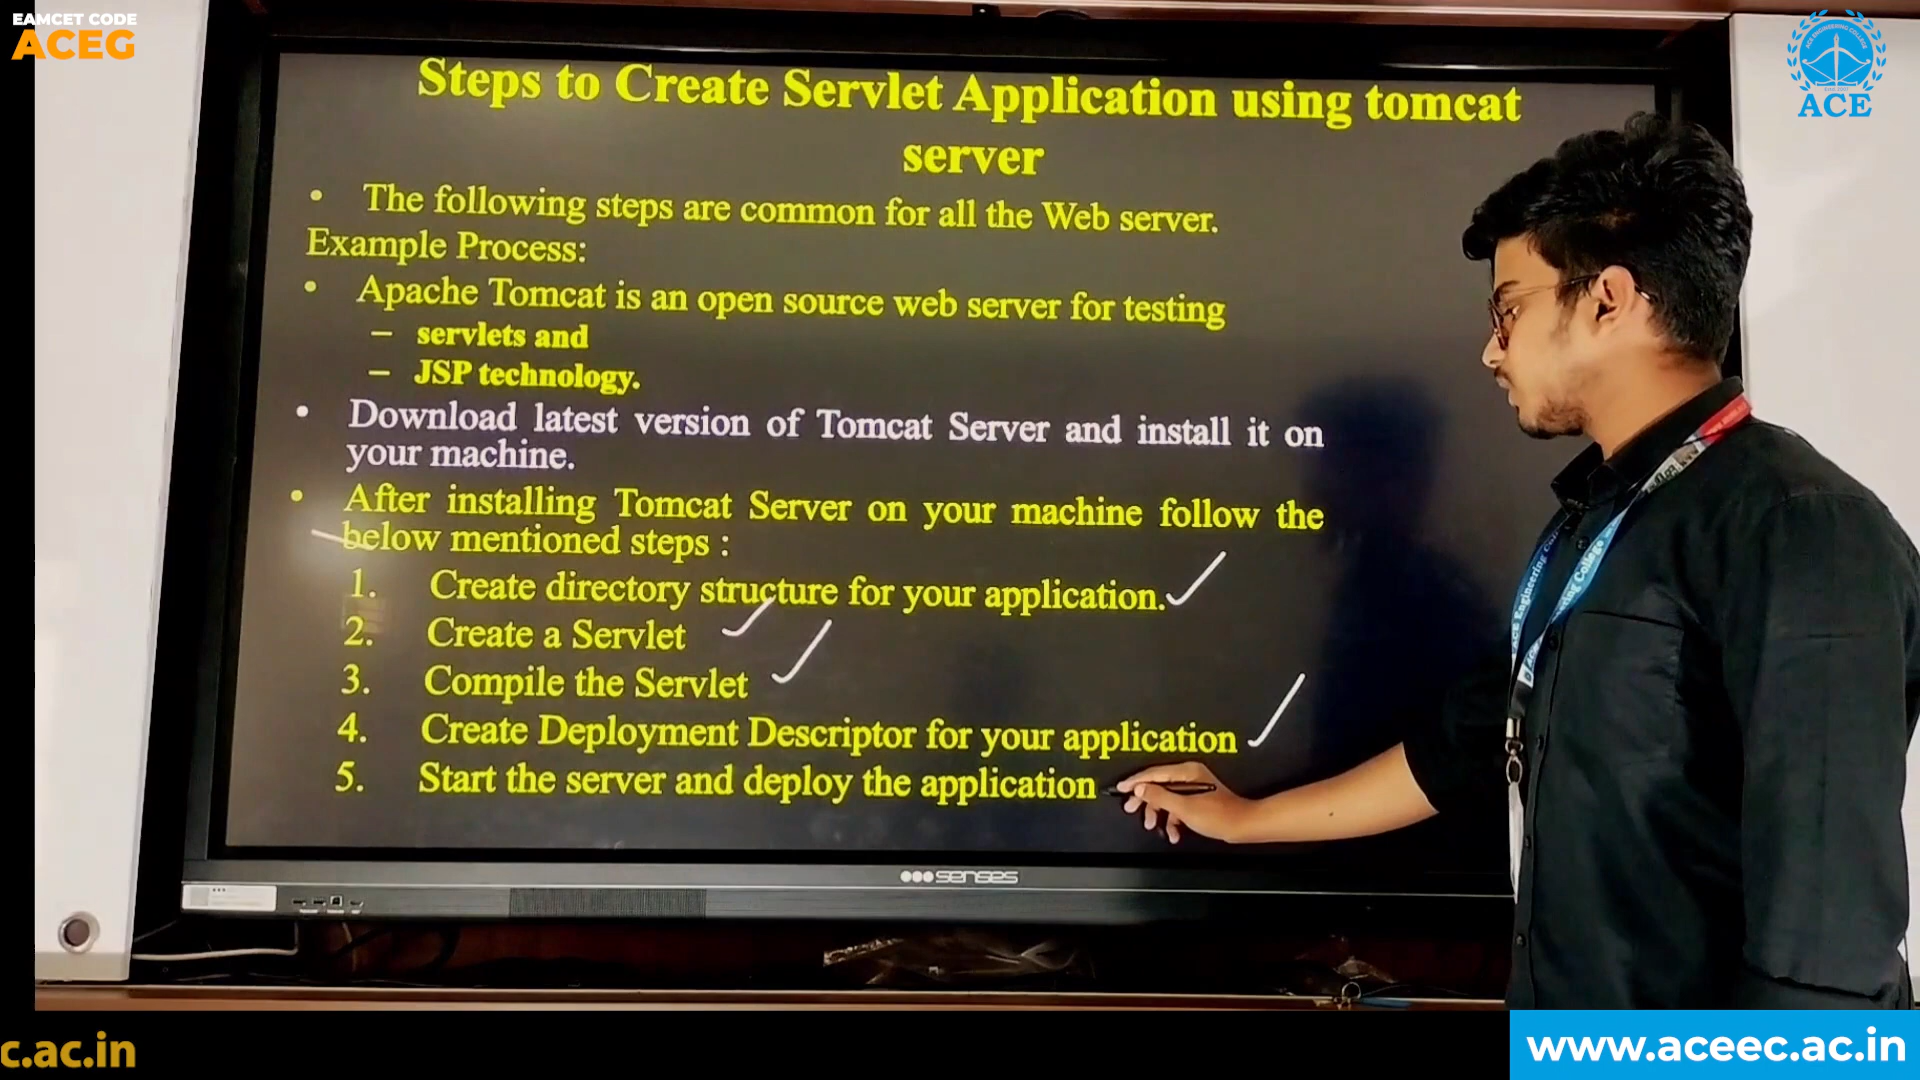 EAMCET CODE
ACEG
ACE
Steps to Create Servlet Application using tomcat
server
• The following steps are common for all the Web server.
Example Process:
• Apache Tomcat is an open source web server for testing
– servlets and
– JSP technology.
• Download latest version of Tomcat Server and install it on
your machine.
• After installing Tomcat Server on your machine follow the
below mentioned steps :
1. Create directory structure for your application.
2. Create a Servlet
3. Compile the Servlet
4. Create Deployment Descriptor for your application
5. Start the server and deploy the application
senses
c.ac.in
www.aceec.ac.in